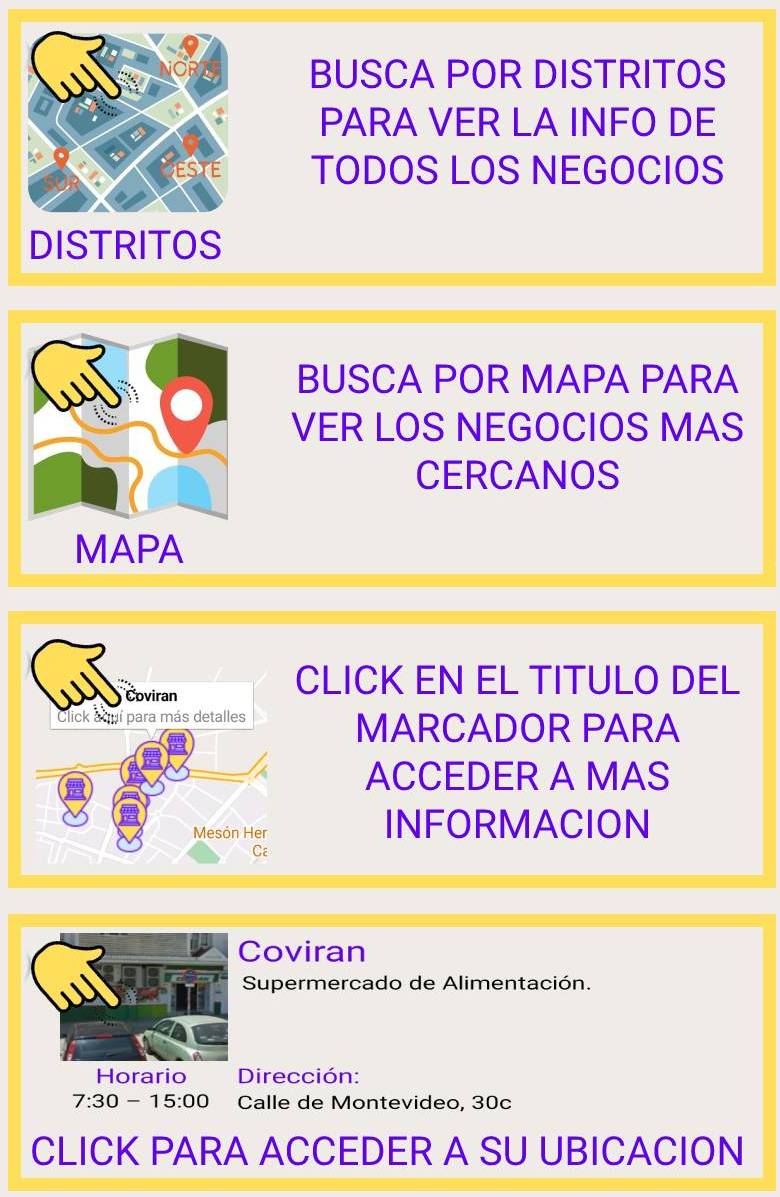 NORTE
OESTE
SUR
DISTRITOS
BUSCA POR DISTRITOS
PARA VER LA INFO DE
TODOS LOS NEGOCIOS
MAPA
BUSCA POR MAPA PARA
VER LOS NEGOCIOS MAS
CERCANOS
Coviran
Click aquí para más detalles
Mesón Her
Ca
CLICK EN EL TITULO DEL
MARCADOR PARA
ACCEDER A MAS
INFORMACION
Coviran
Supermercado de Alimentación.
Horario
7:30 – 15:00
Dirección:
Calle de Montevideo, 30c
CLICK PARA ACCEDER A SU UBICACION